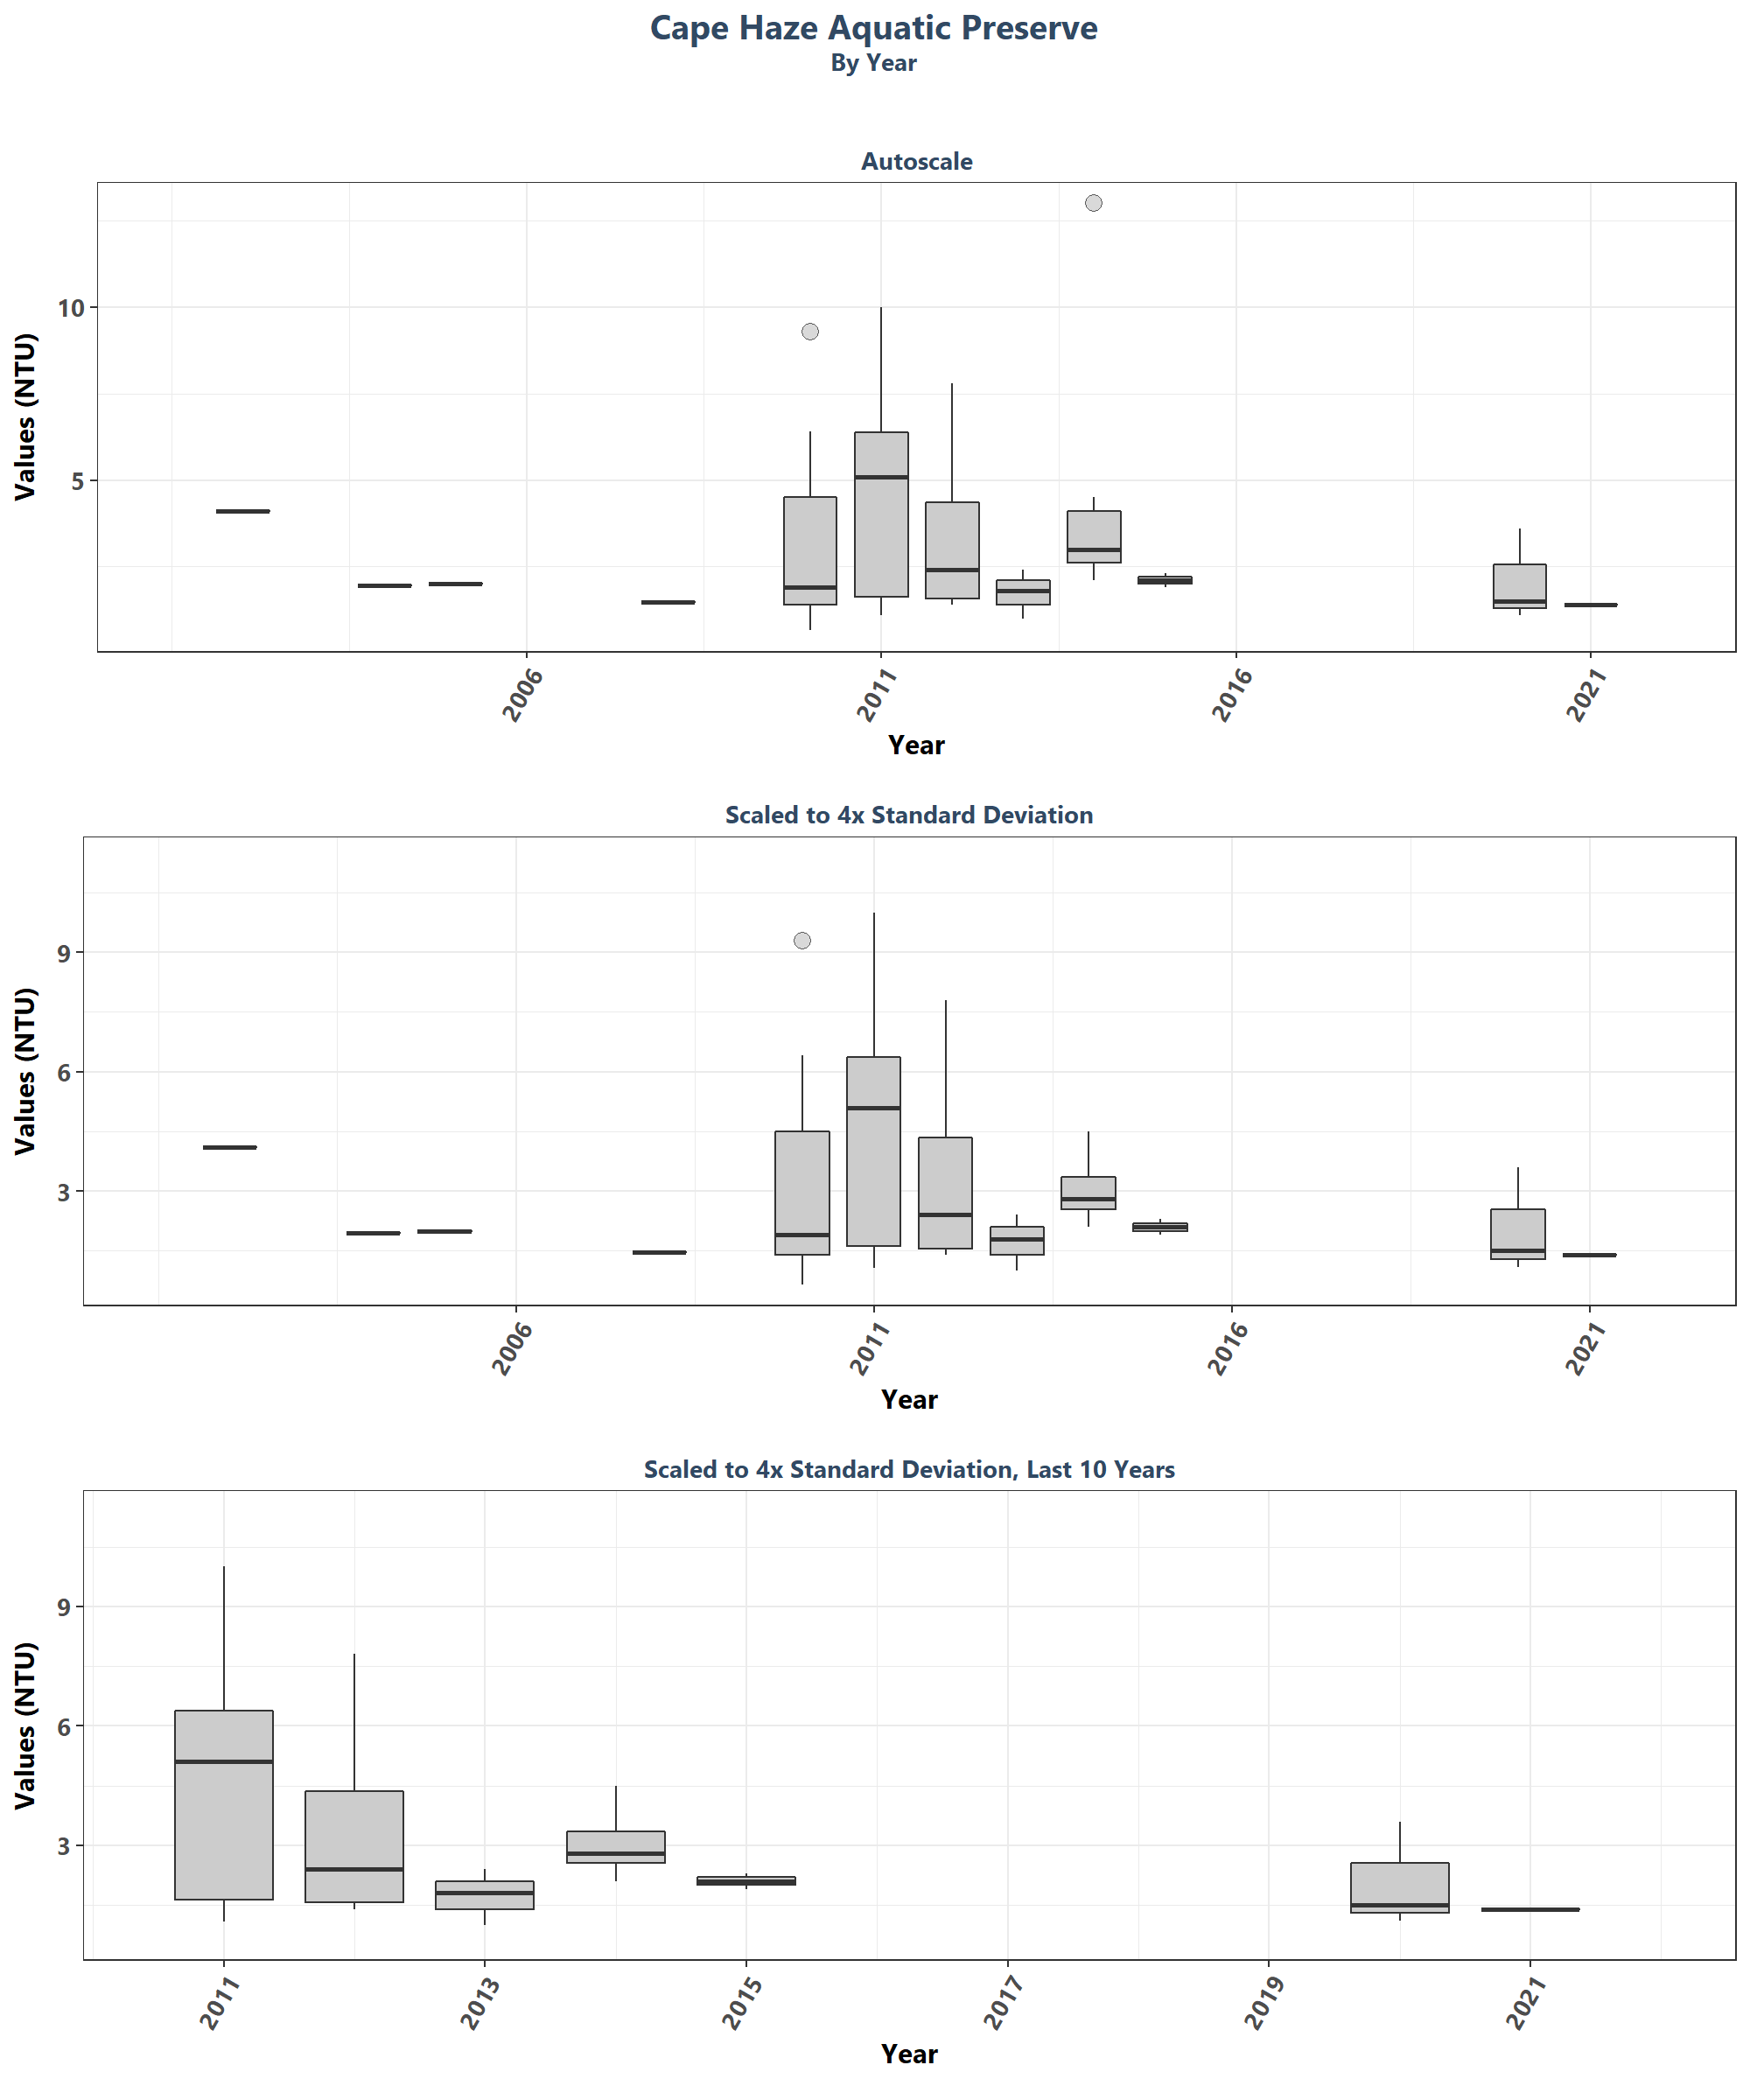 Cape Haze Aquatic Preserve
By Year
Autoscale
Values (NTU)
10
5
2006
2011
2016
2021
Year
Scaled to 4x Standard Deviation
Values (NTU)
9
6
3
2006
2011
2016
2021
Year
Scaled to 4x Standard Deviation, Last 10 Years
Values (NTU)
9
6
3
2011
2013
2015
2017
2019
2021
Year